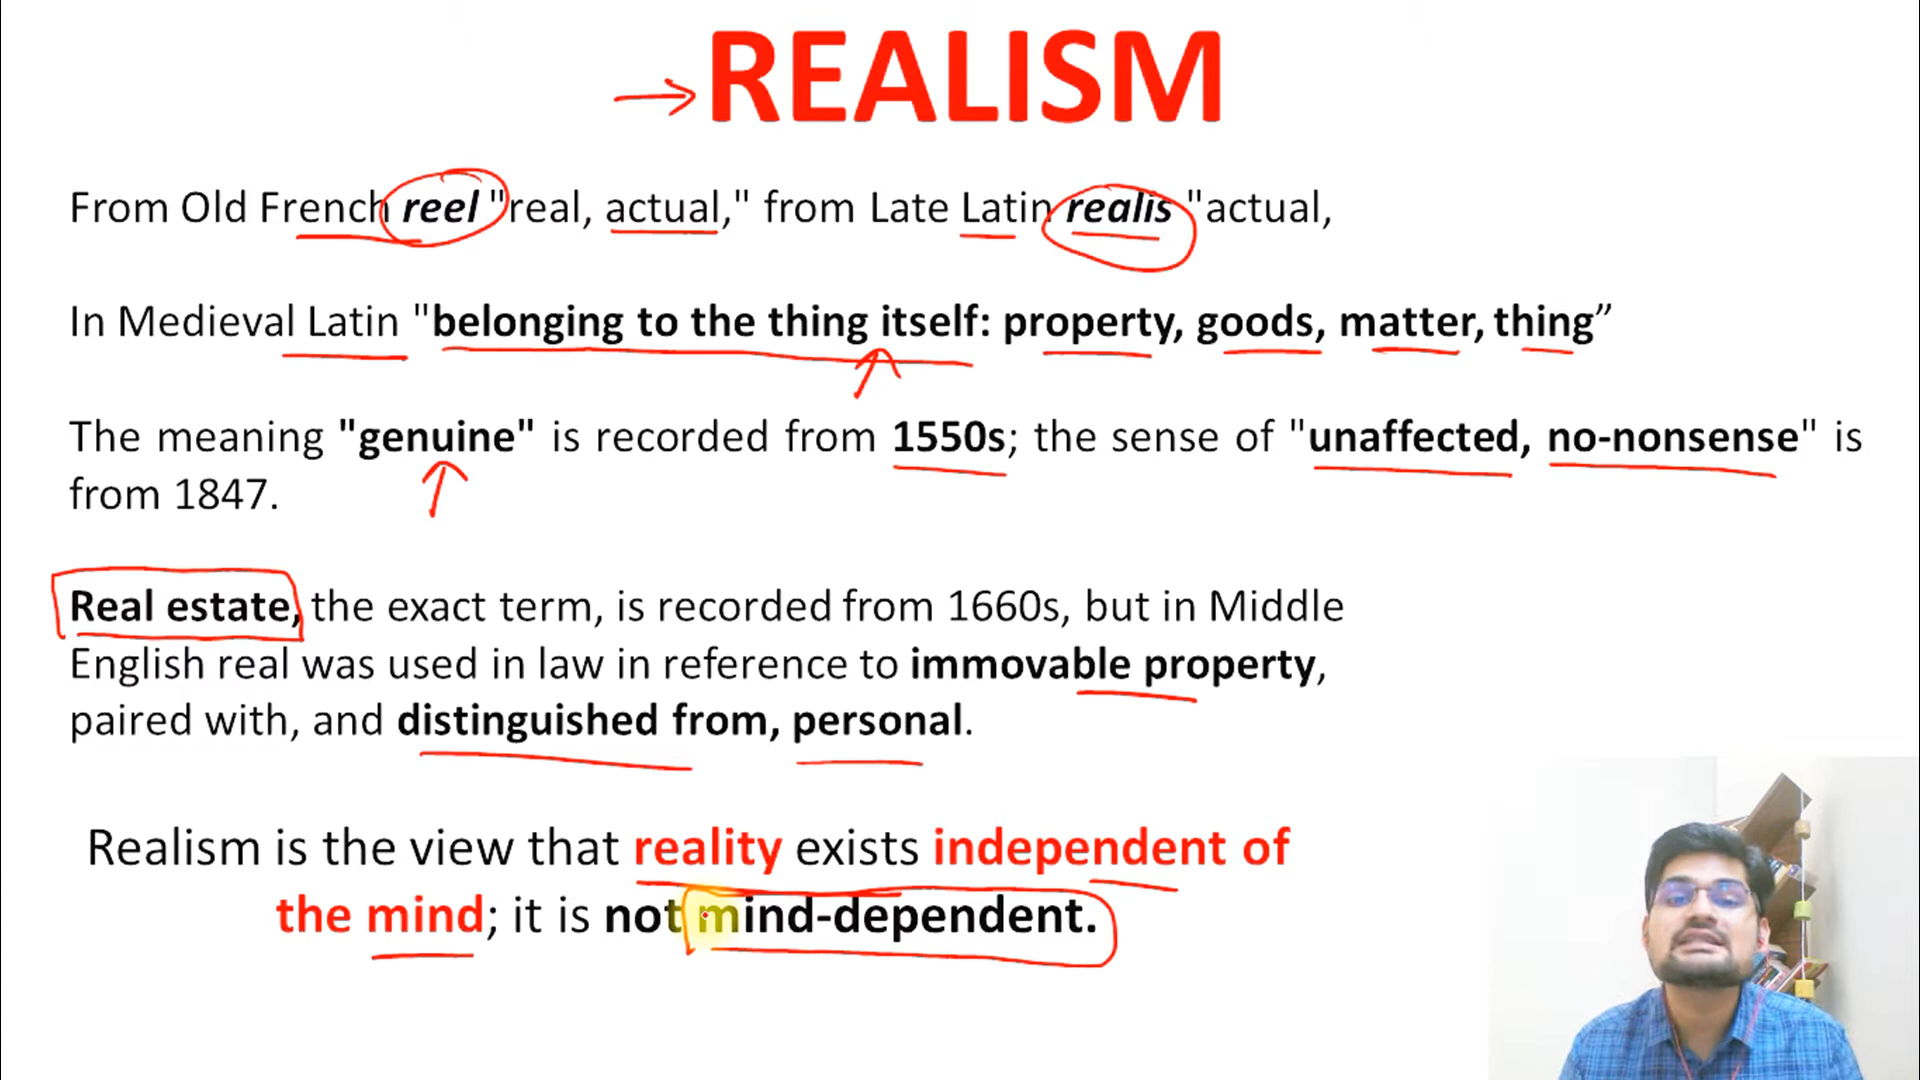 REALISM
From Old French reel "real, actual," from Late Latin realis "actual,
In Medieval Latin "belonging to the thing itself: property, goods, matter, thing”
The meaning "genuine" is recorded from 1550s; the sense of "unaffected, no-nonsense" is
from 1847.
Real estate, the exact term, is recorded from 1660s, but in Middle
English real was used in law in reference to immovable property,
paired with, and distinguished from, personal.
Realism is the view that reality exists independent of
the mind; it is not mind-dependent.